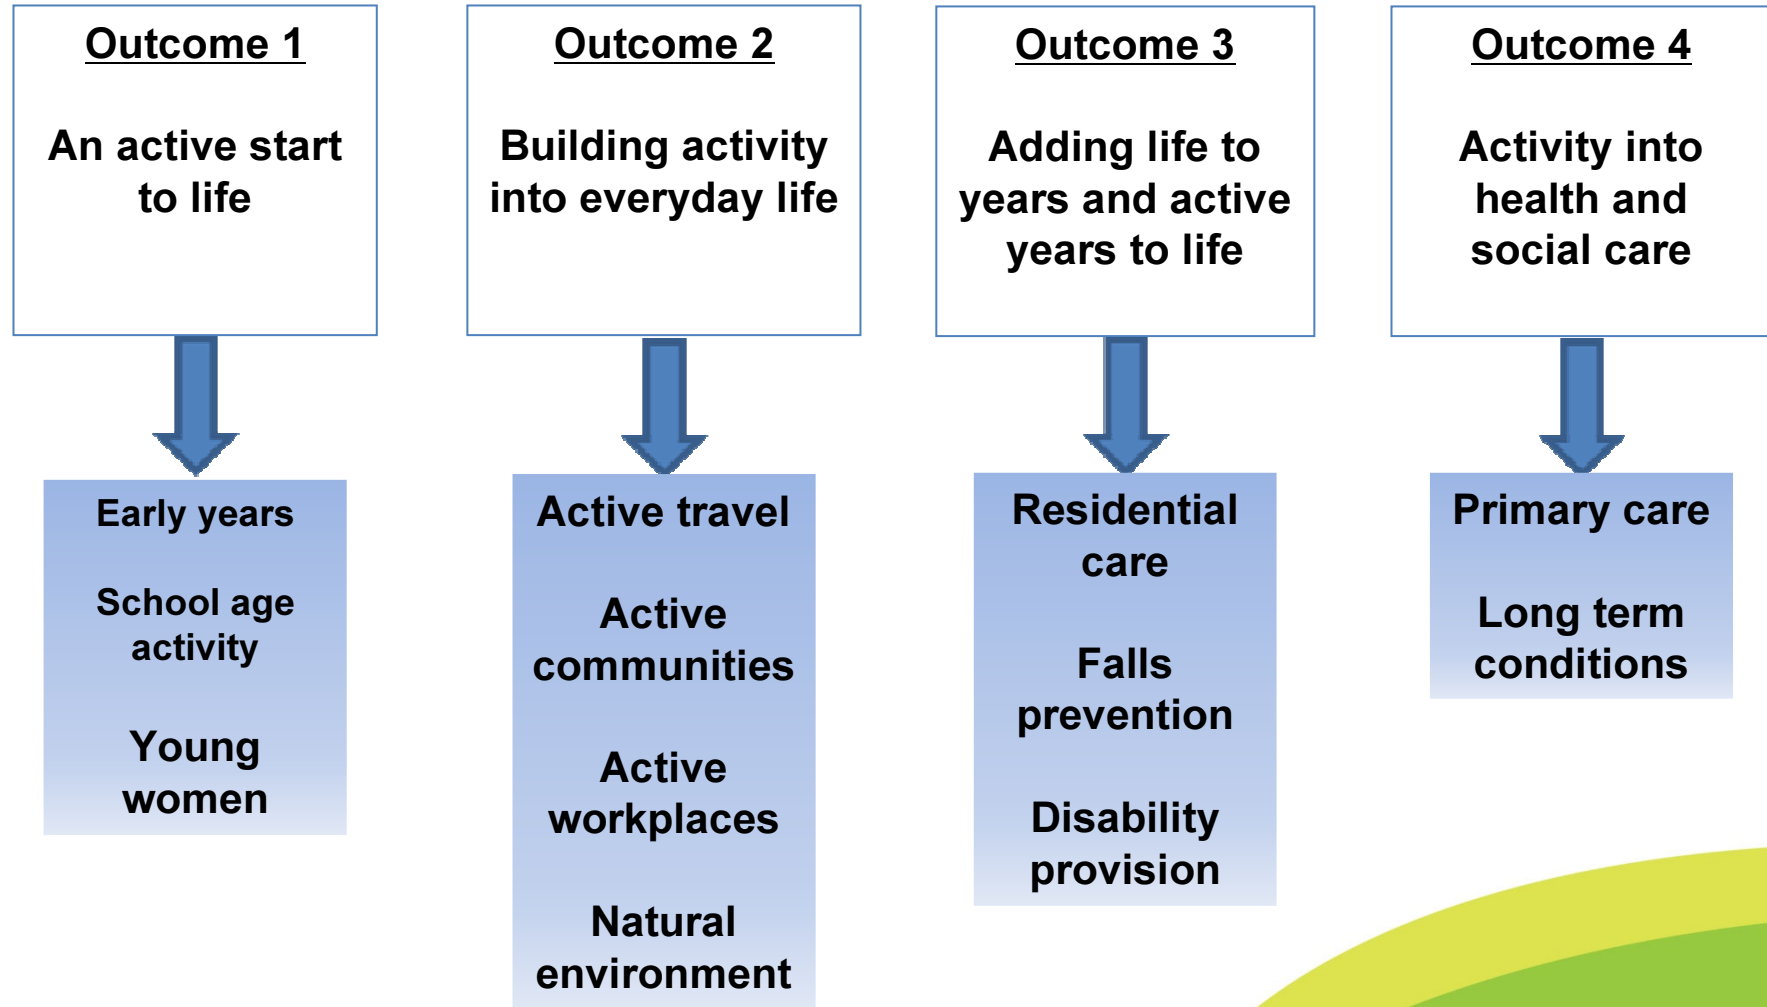 Outcome 1
An active start
to life
Early years
School age
activity
Young
women
Outcome 2
Building activity
into everyday life
Active travel
Active
communities
Active
workplaces
Natural
environment
Outcome 3
Adding life to
years and active
years to life
Residential
care
Falls
prevention
Disability
provision
Outcome 4
Activity into
health and
social care
Primary care
Long term
conditions